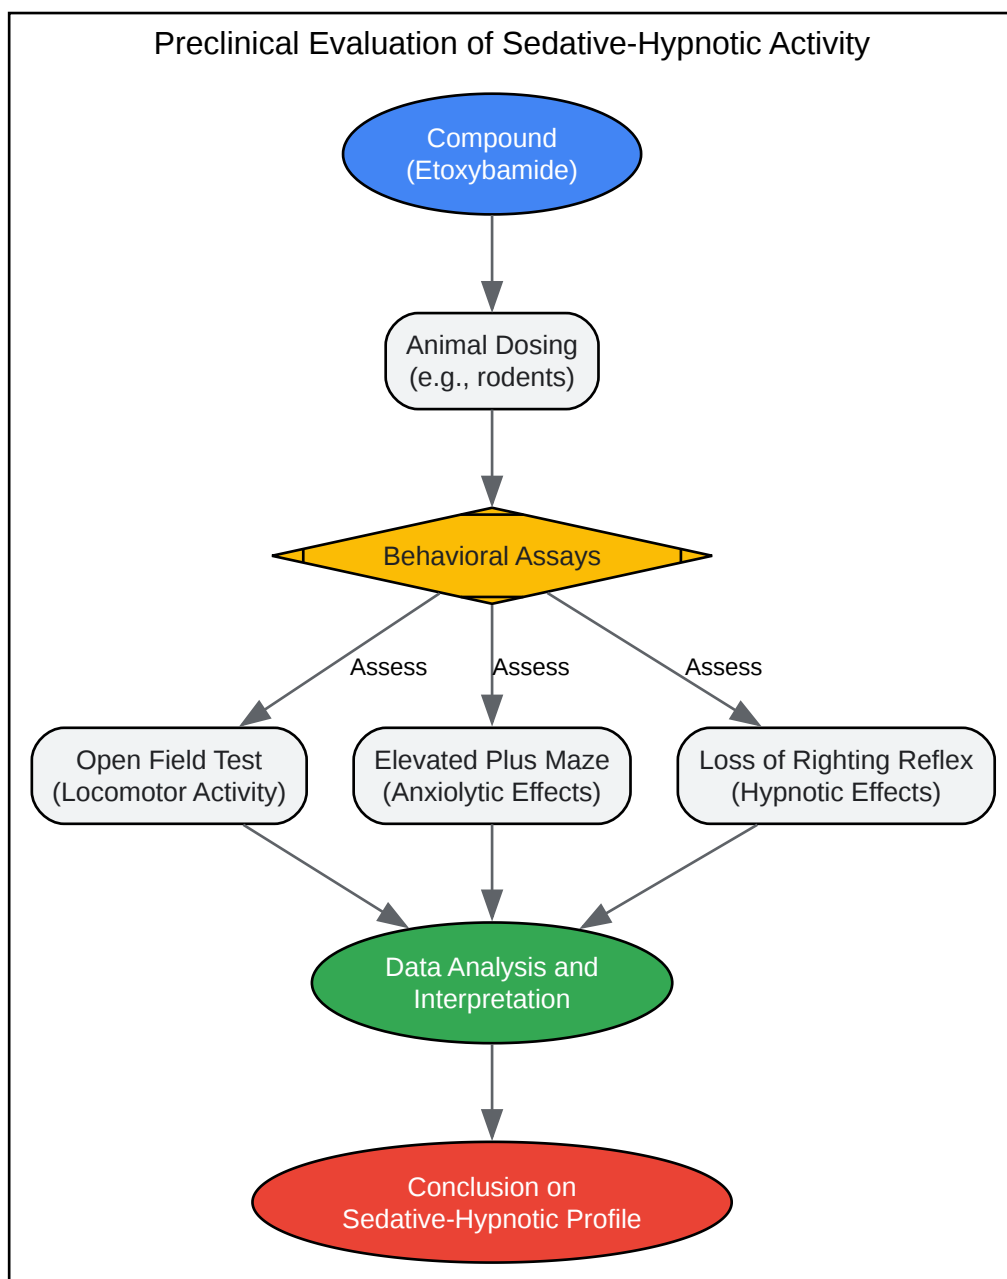 Preclinical Evaluation of Sedative-Hypnotic Activity
Compound
(Etoxybamide)
Animal Dosing
(e.g., rodents)
Behavioral Assays
Assess
Assess
Assess
Open Field Test
(Locomotor Activity)
Elevated Plus Maze
(Anxiolytic Effects)
Loss of Righting Reflex
(Hypnotic Effects)
Data Analysis and
Interpretation
Conclusion on
Sedative-Hypnotic Profile